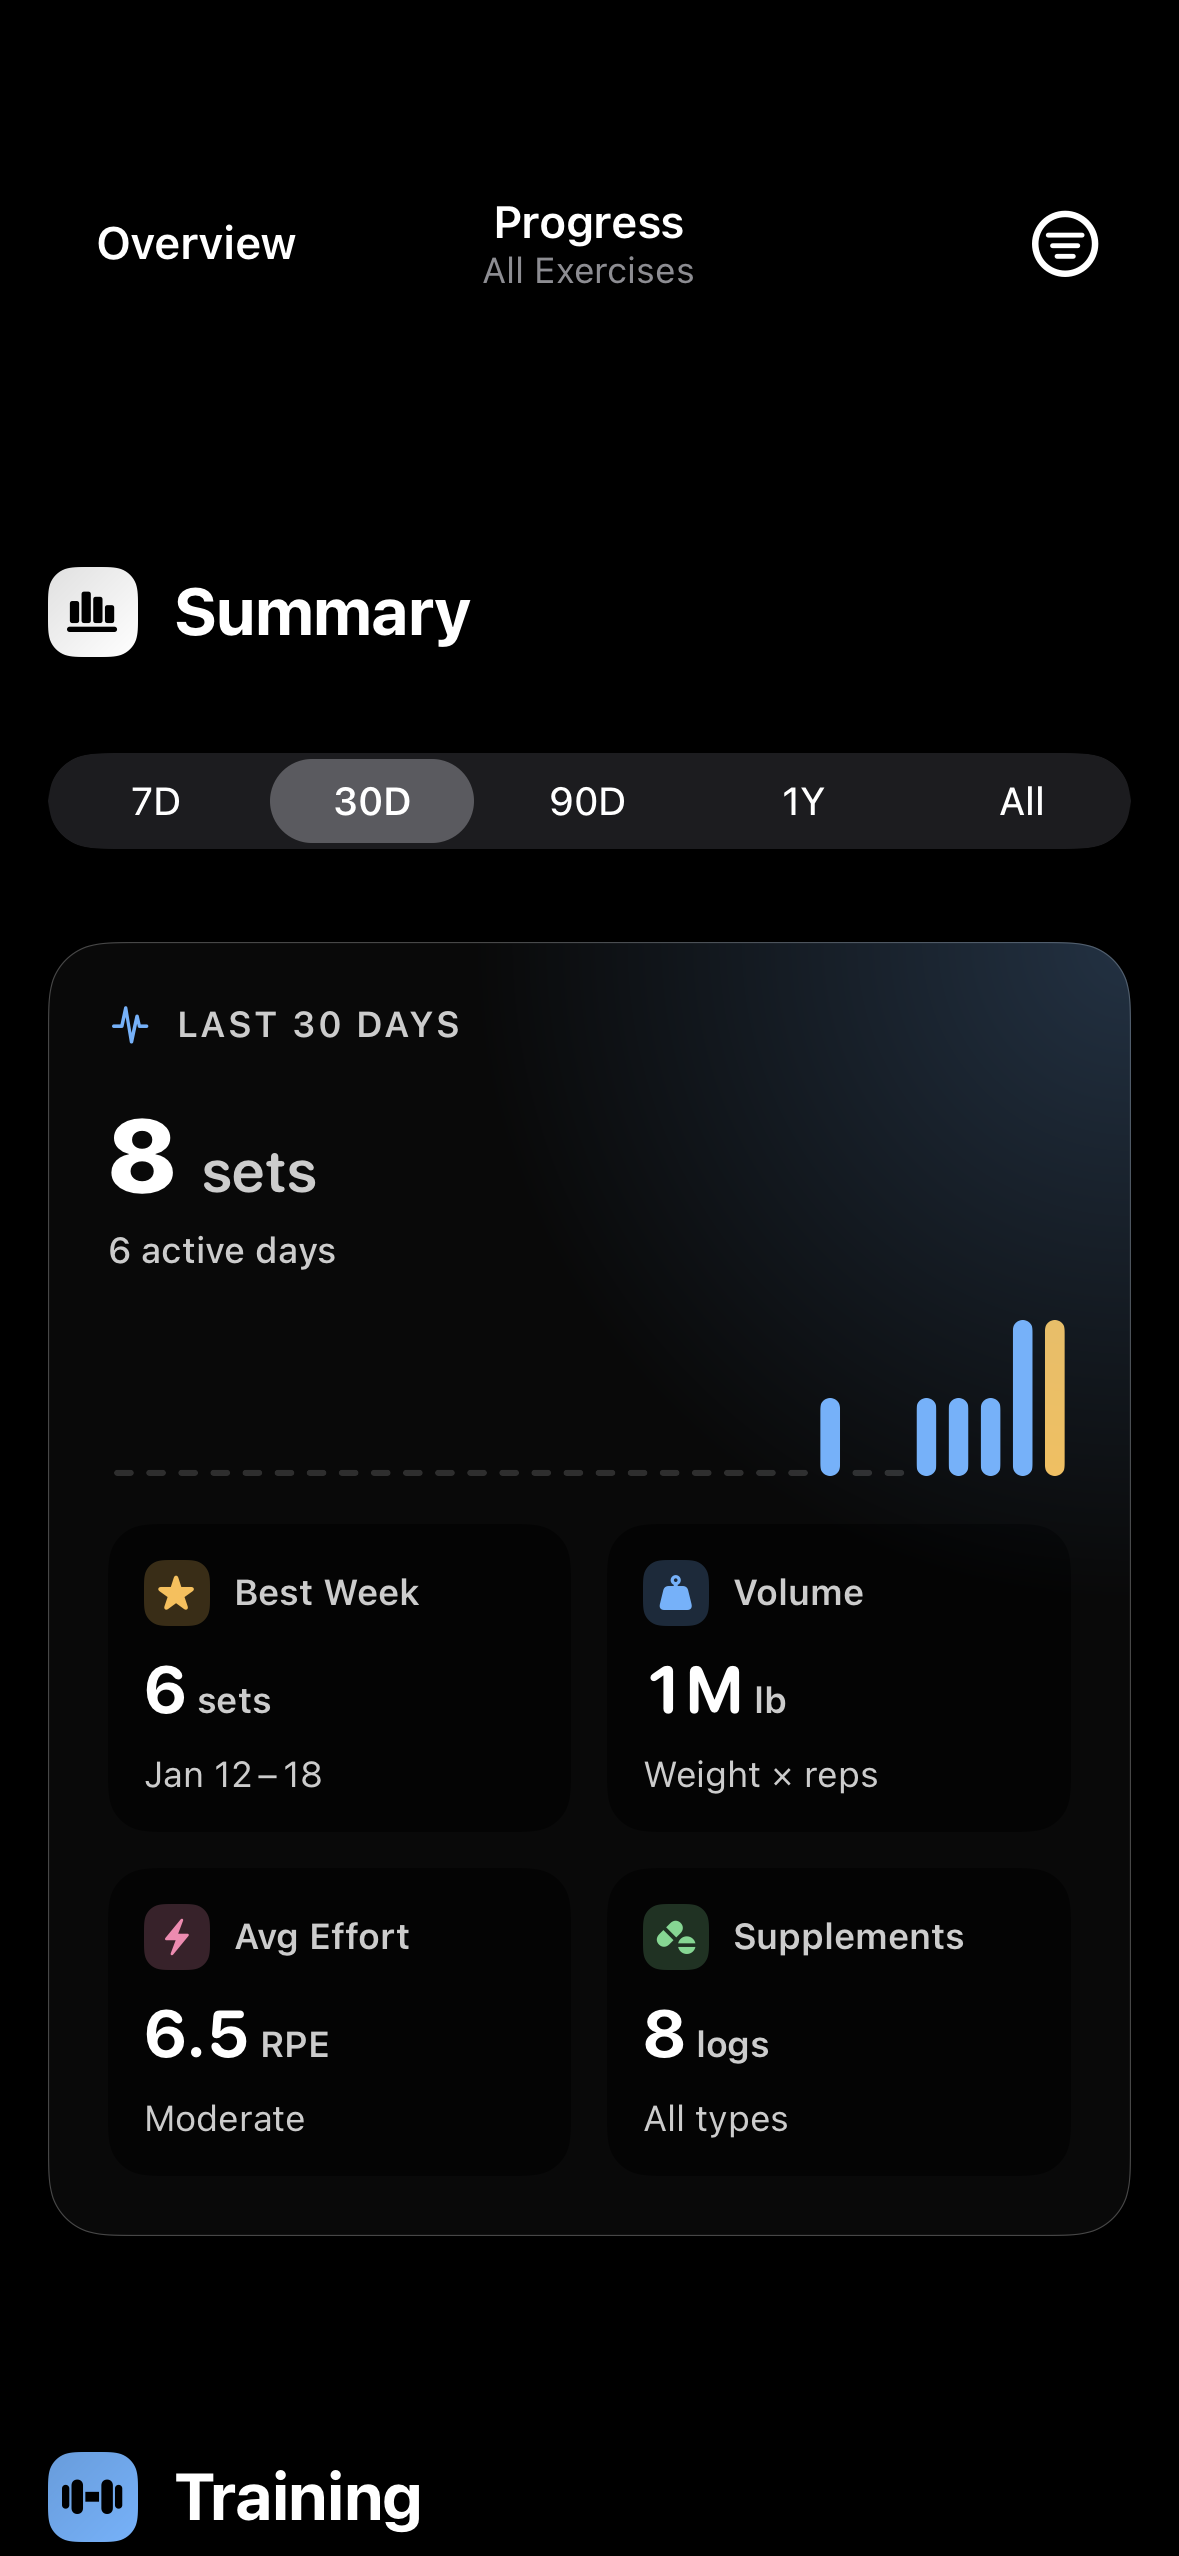 Overview
Progress
All Exercises
Summary
7D 30D 90D 1Y All
LAST 30 DAYS
8 sets
6 active days
Best Week
6 sets
Jan 12 – 18
Volume
1M lb
Weight × reps
Avg Effort
6.5 RPE
Moderate
Supplements
8 logs
All types
Training